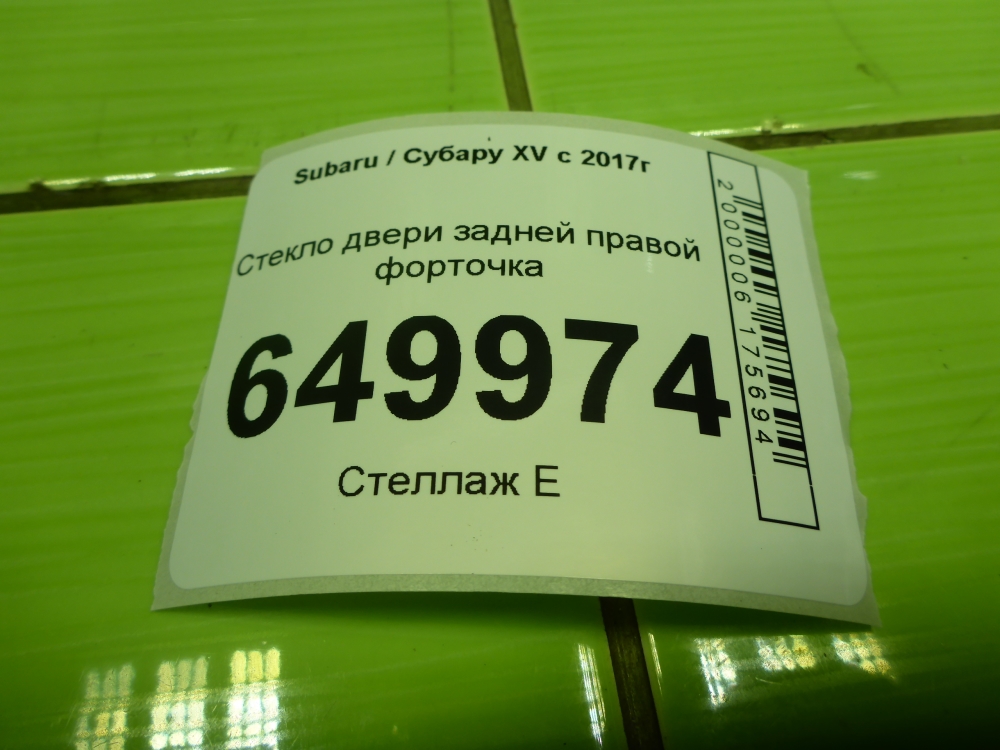 Subaru / Субару XV с 2017г
Стекло двери задней правой
форточка
649974
Стеллаж Е
2000006175694